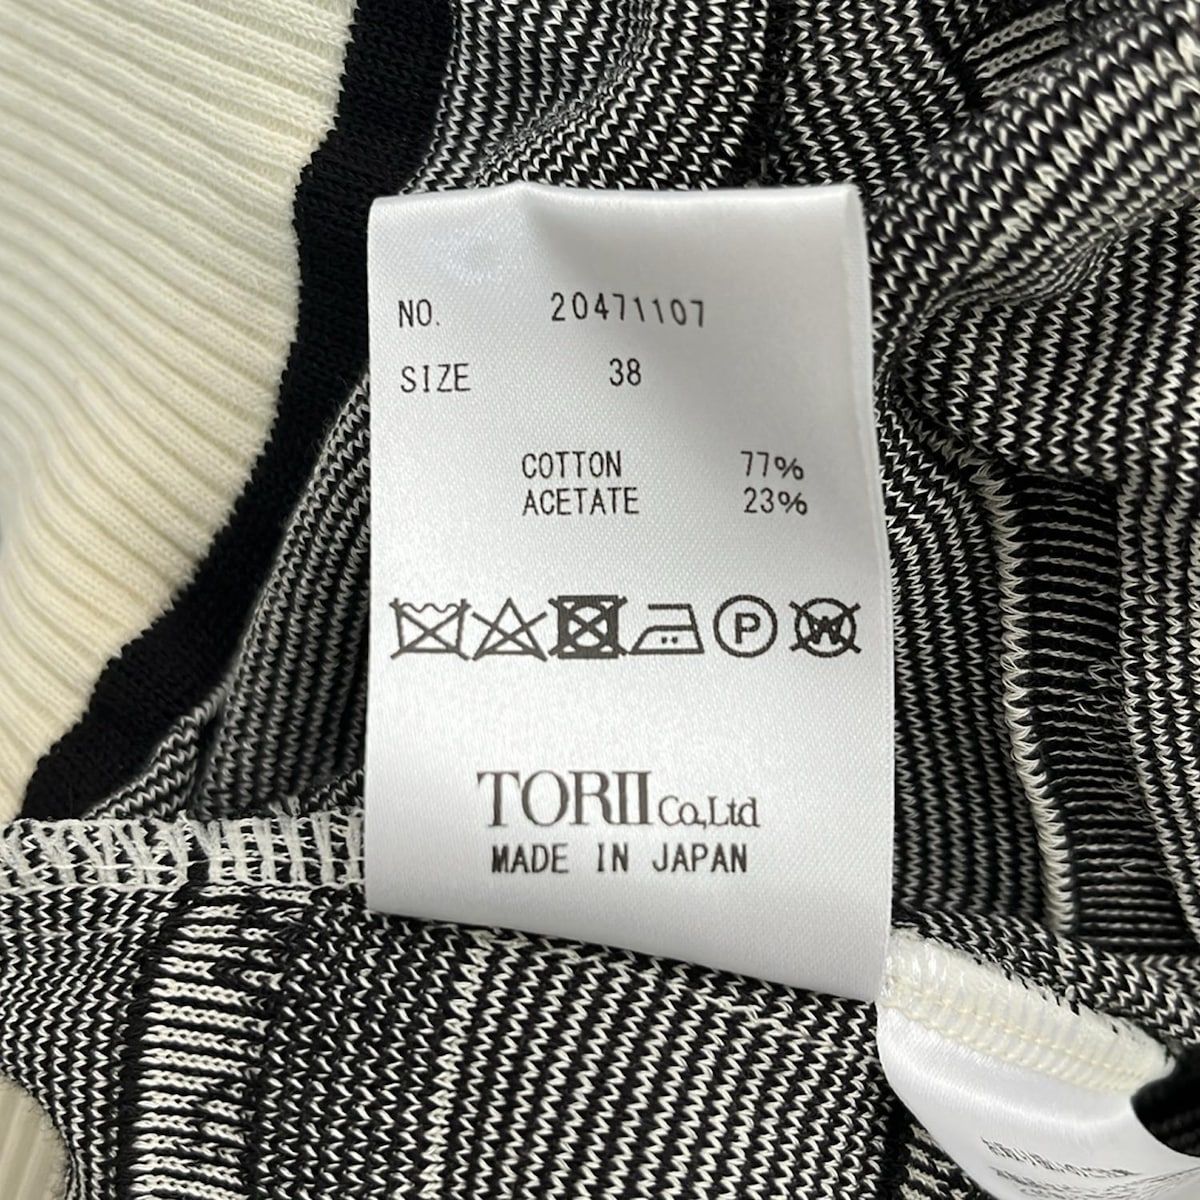 NO. 20471107
SIZE 38
COTTON 77%
ACETATE 23%
P W
TORII Co.,Ltd
MADE IN JAPAN